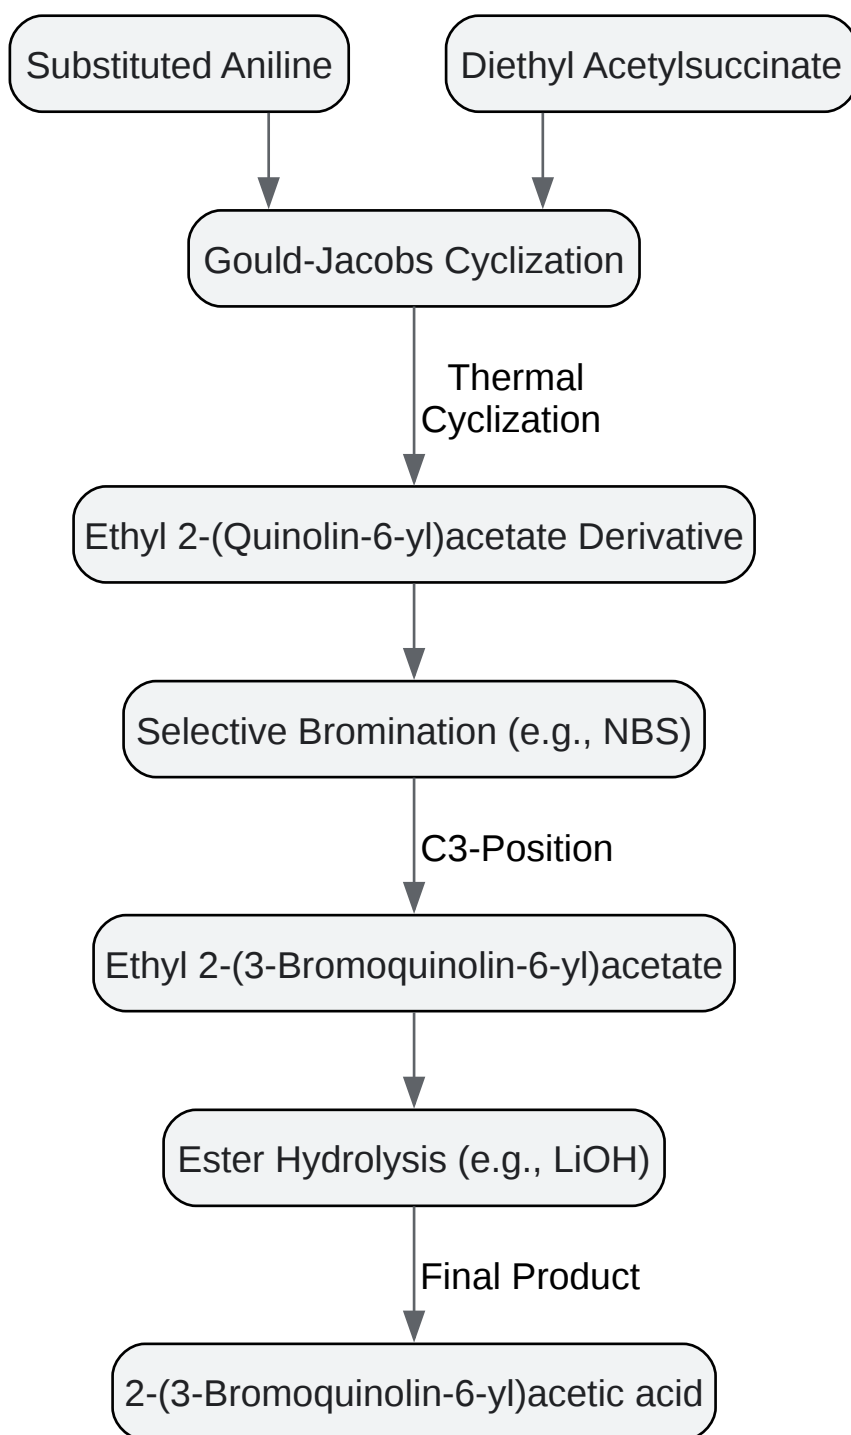 Substituted Aniline
Diethyl Acetylsuccinate
Gould-Jacobs Cyclization
Thermal
Cyclization
Ethyl 2-(Quinolin-6-yl)acetate Derivative
Selective Bromination (e.g., NBS)
C3-Position
Ethyl 2-(3-Bromoquinolin-6-yl)acetate
Ester Hydrolysis (e.g., LiOH)
Final Product
2-(3-Bromoquinolin-6-yl)acetic acid